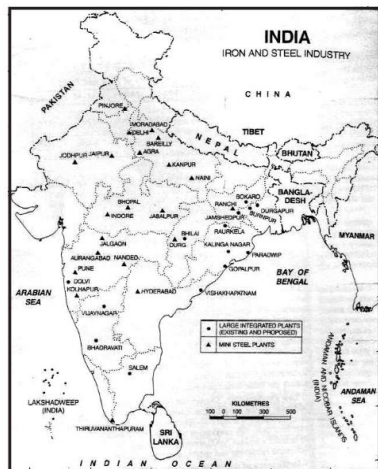 INDIA
IRON AND STEEL INDUSTRY
PAKISTAN
CHINA
PINJORE
MORADABAD
DELHI
TIBET
BAREILLY
NEPAL
BHUTAN
JODHPUR
JAIPUR
AGRA
KANPUR
NAINI
BANGLA-
DESH
BOKARO
RANCHI
DURGAPUR
BURNPUR
JAMSHEDPUR
MYANMAR
BHOPAL
INDORE
JABALPUR
BHILAI
DURG
RAURKELA
KALINGA NAGAR
PARADWIP
JALGAON
AURANGABAD
NANDED
GOPALPUR
ARABIAN
SEA
PUNE
DOLVI
KOLHAPUR
HYDERABAD
VISHAKHAPATNAM
BAY OF
BENGAL
VIJAYNAGAR
LARGE INTEGRATED PLANTS
(EXISTING AND PROPOSED)
MINI STEEL PLANTS
BHADRAVATI
SALEM
KILOMETRES
100 0 100 300 500
LAKSHADWEEP
(INDIA)
ANDAMAN AND NICOBAR ISLANDS
(INDIA)
ANDAMAN
SEA
THIRUVANANTHAPURAM
SRI
LANKA
INDIAN OCEAN